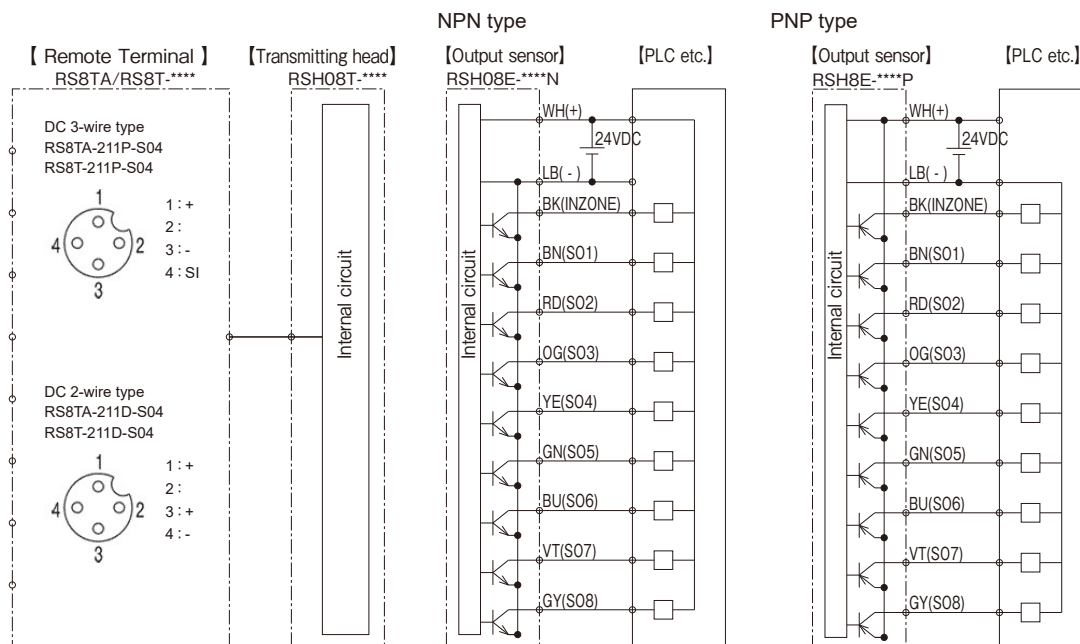 NPN type
PNP type
【 Remote Terminal 】
RS8TA/RS8T-****
【Transmitting head】
RSH08T-****
【Output sensor】
RSH08E-****N
【PLC etc.】
【Output sensor】
RSH8E-****P
【PLC etc.】
DC 3-wire type
RS8TA-211P-S04
RS8T-211P-S04
1
2
3
4
1 : +
2 :
3 : -
4 : SI
DC 2-wire type
RS8TA-211D-S04
RS8T-211D-S04
1
2
3
4
1 : +
2 :
3 : +
4 : -
Internal circuit
Internal circuit
WH(+)
24VDC
LB( - )
BK(INZONE)
BN(SO1)
RD(SO2)
OG(SO3)
YE(SO4)
GN(SO5)
BU(SO6)
VT(SO7)
GY(SO8)
Internal circuit
WH(+)
24VDC
LB( - )
BK(INZONE)
BN(SO1)
RD(SO2)
OG(SO3)
YE(SO4)
GN(SO5)
BU(SO6)
VT(SO7)
GY(SO8)